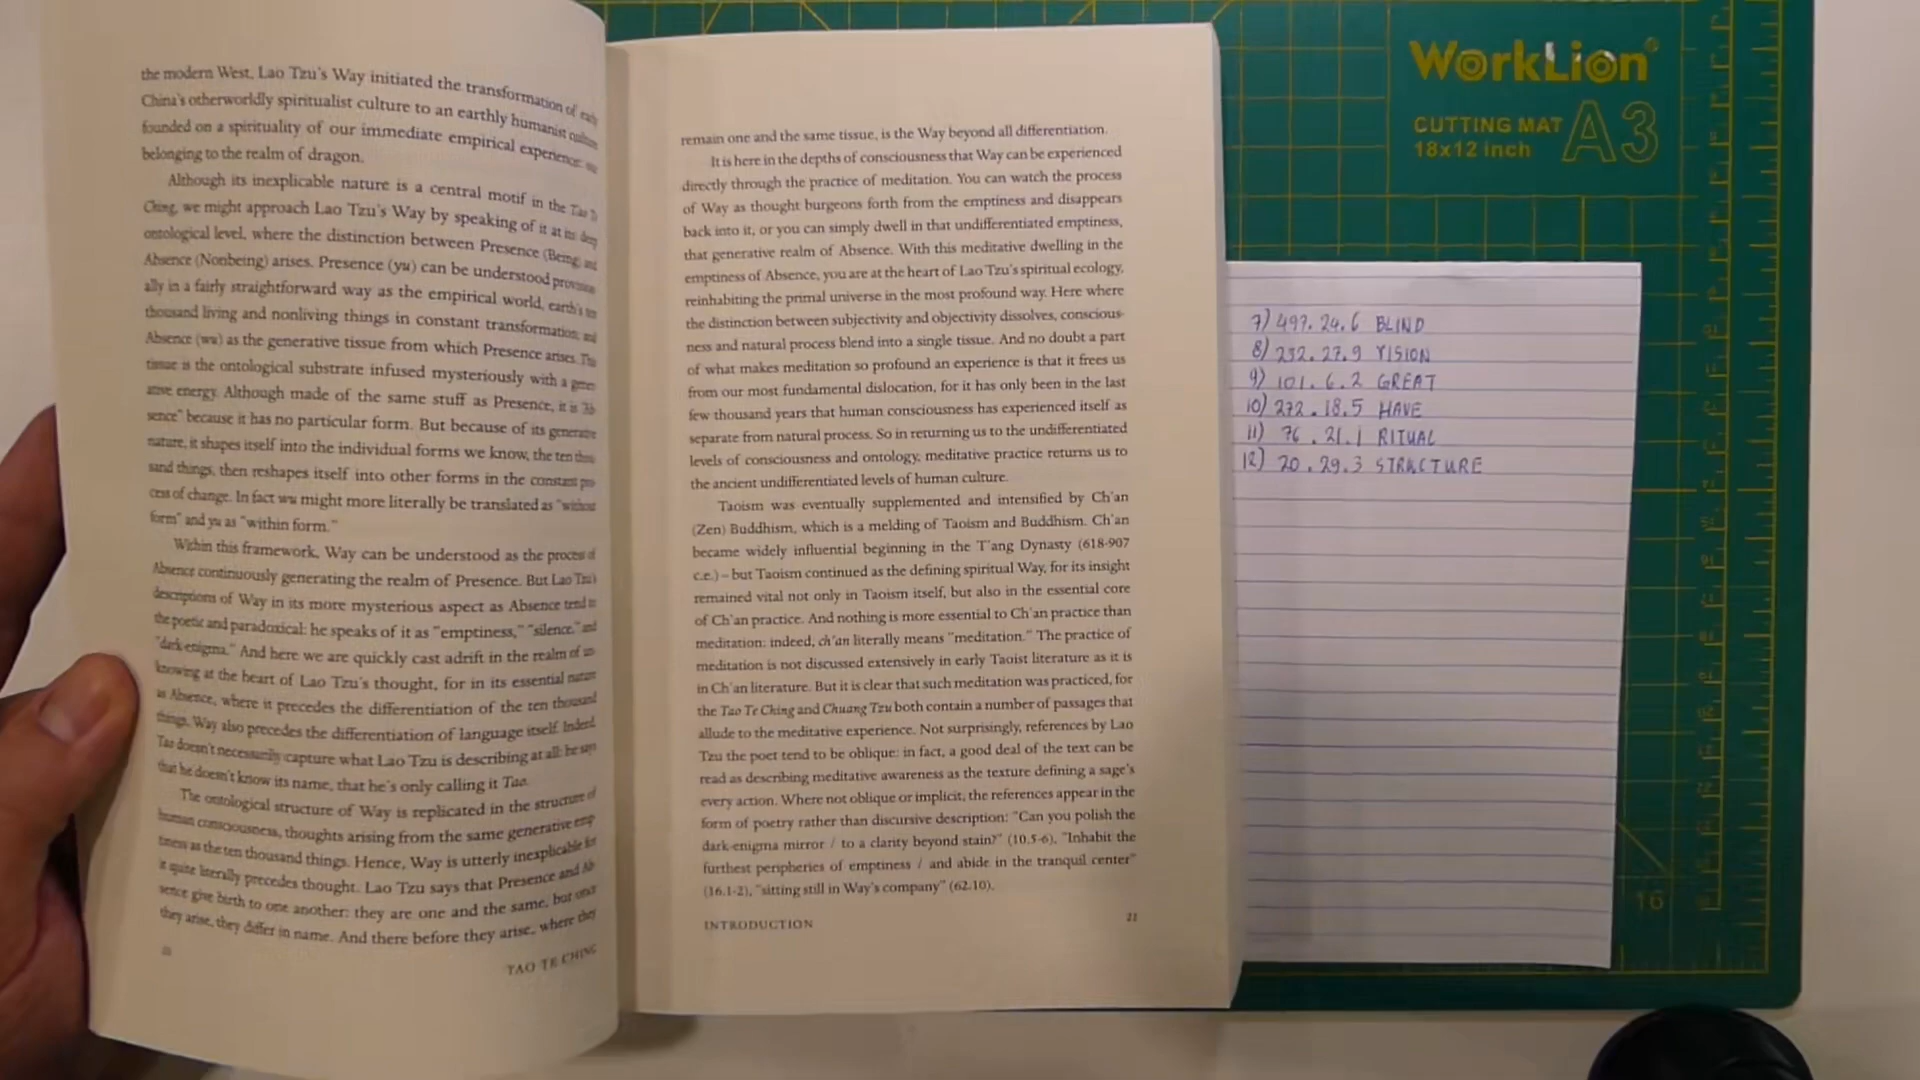 the modern West, Lao Tzu's Way initiated the transformation of early
China's otherworldly spiritualist culture to an earthly humanist culture
founded on a spirituality of our immediate empirical experience:
belonging to the realm of dragon.
Although its inexplicable nature is a central motif in the Tao Te
Ching, we might approach Lao Tzu's Way by speaking of it at its deep
ontological level, where the distinction between Presence (Being) and
Absence (Nonbeing) arises. Presence (yu) can be understood provision-
ally in a fairly straightforward way as the empirical world, earth's ten
thousand living and nonliving things in constant transformation; and
Absence (wu) as the generative tissue from which Presence arises. This
tissue is the ontological substrate infused mysteriously with a gener-
ative energy. Although made of the same stuff as Presence, it is "Ab-
sence" because it has no particular form. But because of its generative
nature, it shapes itself into the individual forms we know, the ten thou-
sand things, then reshapes itself into other forms in the constant pro-
cess of change. In fact wu might more literally be translated as "without
form" and yu as "within form."
Within this framework, Way can be understood as the process of
Absence continuously generating the realm of Presence. But Lao Tzu's
descriptions of Way in its more mysterious aspect as Absence tend to
the poetic and paradoxical: he speaks of it as "emptiness," "silence," and
"dark-enigma." And here we are quickly cast adrift in the realm of un-
knowing at the heart of Lao Tzu's thought, for in its essential nature
as Absence, where it precedes the differentiation of the ten thousand
things, Way also precedes the differentiation of language itself. Indeed,
Tao doesn't necessarily capture what Lao Tzu is describing at all: he says
that he doesn't know its name, that he's only calling it Tao.
The ontological structure of Way is replicated in the structure of
human consciousness, thoughts arising from the same generative emp-
tiness as the ten thousand things. Hence, Way is utterly inexplicable for
it quite literally precedes thought. Lao Tzu says that Presence and Ab-
sence give birth to one another: they are one and the same, but once
they arise, they differ in name. And there before they arise, where they
20
TAO TE CHING
remain one and the same tissue, is the Way beyond all differentiation.
It is here in the depths of consciousness that Way can be experienced
directly through the practice of meditation. You can watch the process
of Way as thought burgeons forth from the emptiness and disappears
back into it, or you can simply dwell in that undifferentiated emptiness,
that generative realm of Absence. With this meditative dwelling in the
emptiness of Absence, you are at the heart of Lao Tzu's spiritual ecology,
reinhabiting the primal universe in the most profound way. Here where
the distinction between subjectivity and objectivity dissolves, conscious-
ness and natural process blend into a single tissue. And no doubt a part
of what makes meditation so profound an experience is that it frees us
from our most fundamental dislocation, for it has only been in the last
few thousand years that human consciousness has experienced itself as
separate from natural process. So in returning us to the undifferentiated
levels of consciousness and ontology, meditative practice returns us to
the ancient undifferentiated levels of human culture.
Taoism was eventually supplemented and intensified by Ch'an
(Zen) Buddhism, which is a melding of Taoism and Buddhism. Ch'an
became widely influential beginning in the T'ang Dynasty (618-907
c.e.) – but Taoism continued as the defining spiritual Way, for its insight
remained vital not only in Taoism itself, but also in the essential core
of Ch'an practice. And nothing is more essential to Ch'an practice than
meditation: indeed, ch'an literally means "meditation." The practice of
meditation is not discussed extensively in early Taoist literature as it is
in Ch'an literature. But it is clear that such meditation was practiced, for
the Tao Te Ching and Chuang Tzu both contain a number of passages that
allude to the meditative experience. Not surprisingly, references by Lao
Tzu the poet tend to be oblique: in fact, a good deal of the text can be
read as describing meditative awareness as the texture defining a sage's
every action. Where not oblique or implicit, the references appear in the
form of poetry rather than discursive description: "Can you polish the
dark-enigma mirror / to a clarity beyond stain?" (10.5-6), "Inhabit the
furthest peripheries of emptiness / and abide in the tranquil center"
(16.1-2), "sitting still in Way's company" (62.10).
INTRODUCTION
21
WorkLion®
CUTTING MAT A3
18x12 inch
7) 497.24.6 BLIND
8) 232.27.9 VISION
9) 101.6.2 GREAT
10) 272.18.5 HAVE
11) 76.21.1 RITUAL
12) 20.29.3 STRUCTURE
16